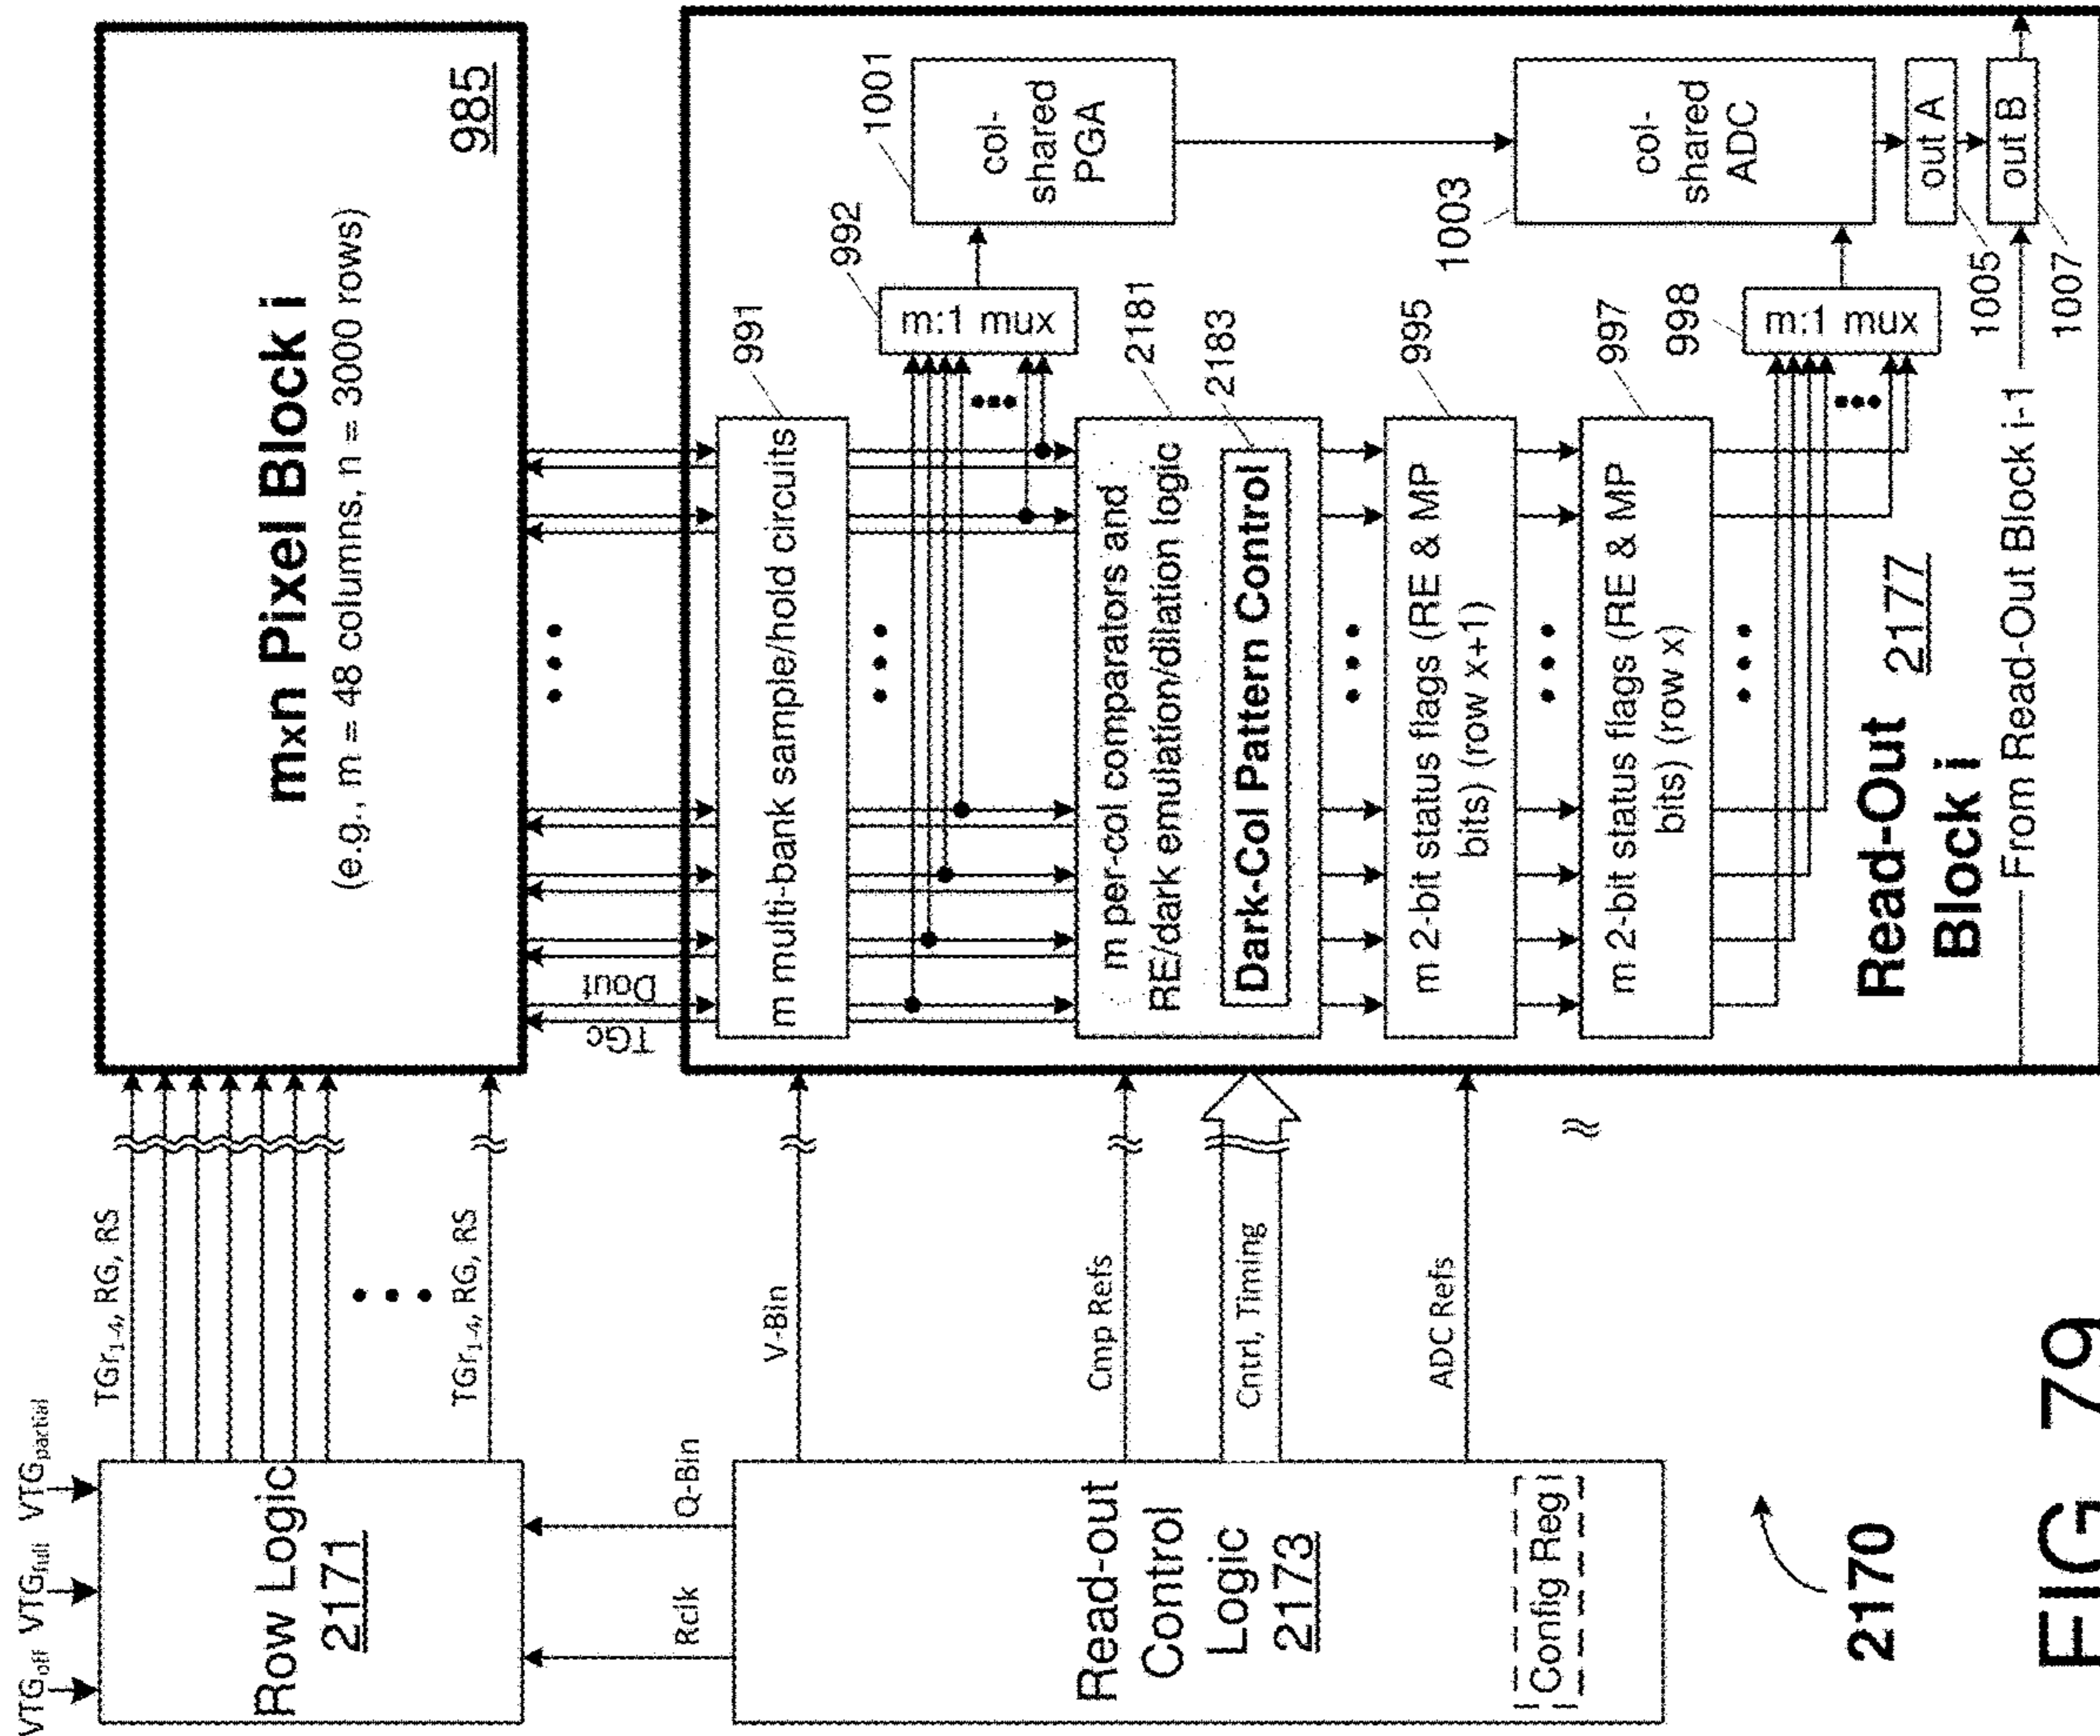 VTGoff VTGfull VTGpartial
Row Logic
2171
TGr1-4, RG, RS
TGr1-4, RG, RS
mxn Pixel Block i
(e.g., m = 48 columns, n = 3000 rows)
985
Rclk
Q-Bin
TGc
Dout
Read-out
Control
Logic
2173
Config Reg
V-Bin
Cmp Refs
Cntrl, Timing
ADC Refs
m multi-bank sample/hold circuits
991
m:1 mux
992
col-
shared
PGA
1001
m per-col comparators and
RE/dark emulation/dilation logic
2181
Dark-Col Pattern Control
2183
m 2-bit status flags (RE & MP
bits) (row x+1)
995
m 2-bit status flags (RE & MP
bits) (row x)
997
998
m:1 mux
1003
col-
shared
ADC
out A
1005
out B
1007
Read-Out
Block i
2177
From Read-Out Block i-1
2170
FIG 79